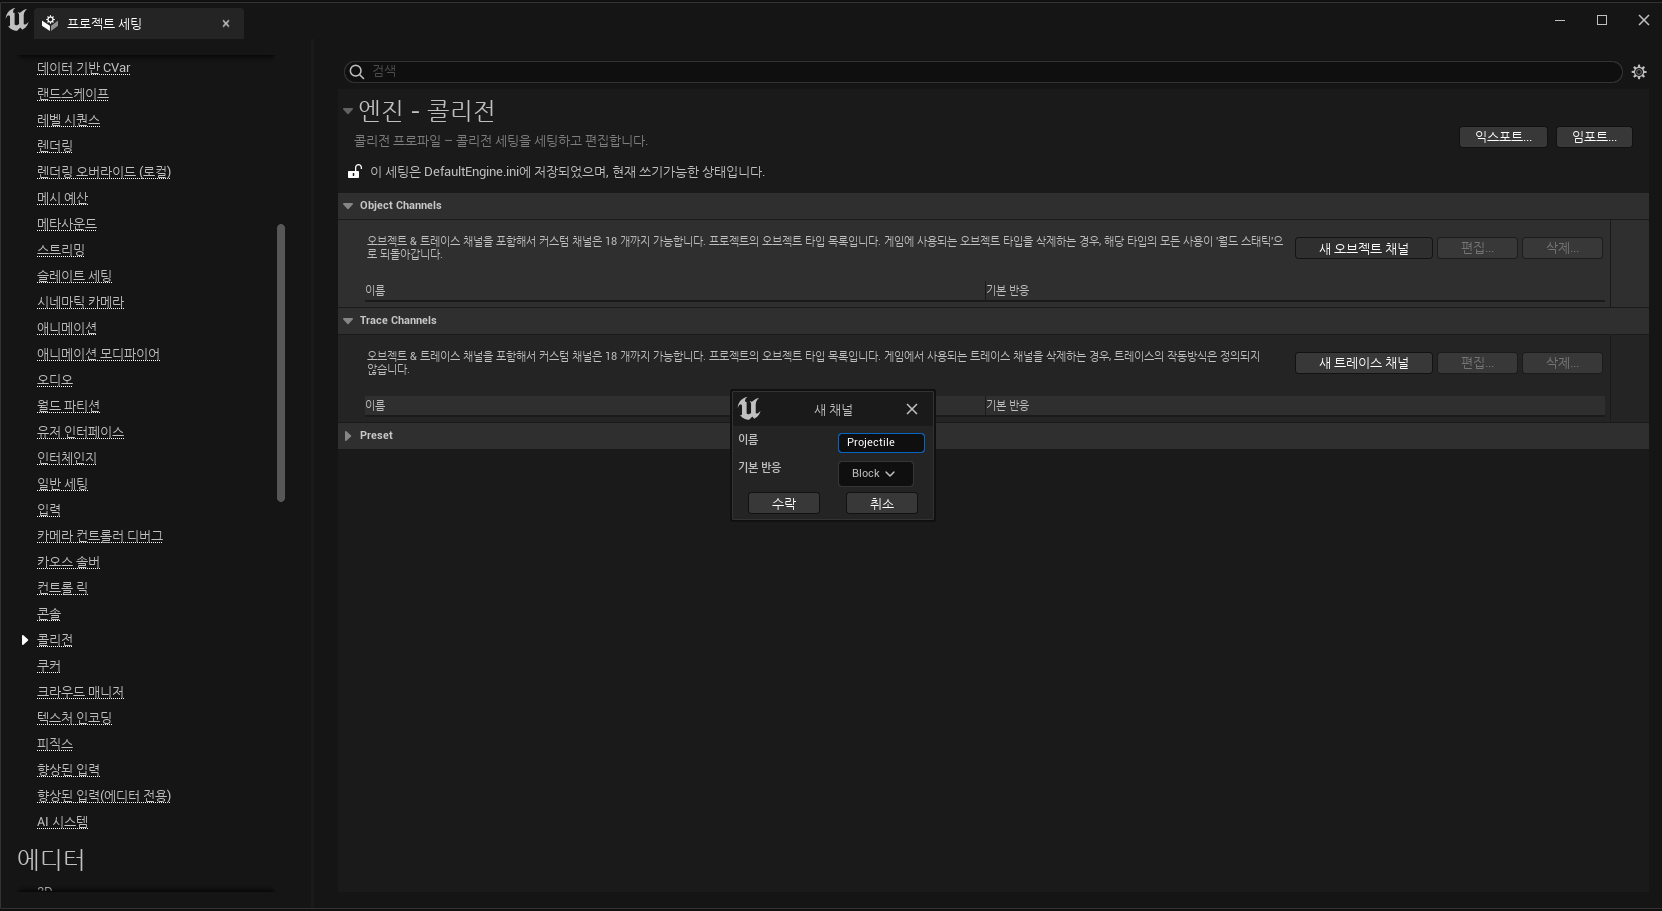 프로젝트 세팅
데이터 기반 CVar
랜드스케이프
레벨 시퀀스
렌더링
렌더링 오버라이드 (로컬)
메시 예산
메타사운드
스트리밍
슬레이트 세팅
시네마틱 카메라
애니메이션
애니메이션 모디파이어
오디오
월드 파티션
유저 인터페이스
인터체인지
일반 세팅
입력
카메라 컨트롤러 디버그
카오스 솔버
컨트롤 릭
콘솔
콜리전
쿠커
크라우드 매니저
텍스처 인코딩
피직스
향상된 입력
향상된 입력(에디터 전용)
AI 시스템
에디터
검색
엔진 - 콜리전
콜리전 프로파일 – 콜리전 세팅을 세팅하고 편집합니다.
익스포트...
임포트...
이 세팅은 DefaultEngine.ini에 저장되었으며, 현재 쓰기가능한 상태입니다.
Object Channels
오브젝트 & 트레이스 채널을 포함해서 커스텀 채널은 18 개까지 가능합니다. 프로젝트의 오브젝트 타입 목록입니다. 게임에 사용되는 오브젝트 타입을 삭제하는 경우, 해당 타입의 모든 사용이 '월드 스태틱'으
로 되돌아갑니다.
새 오브젝트 채널
편집...
삭제...
이름
기본 반응
Trace Channels
오브젝트 & 트레이스 채널을 포함해서 커스텀 채널은 18 개까지 가능합니다. 프로젝트의 오브젝트 타입 목록입니다. 게임에서 사용되는 트레이스 채널을 삭제하는 경우, 트레이스의 작동방식은 정의되지
않습니다.
새 트레이스 채널
편집...
삭제...
이름
기본 반응
Preset
새 채널
이름
Projectile
기본 반응
Block
수락
취소